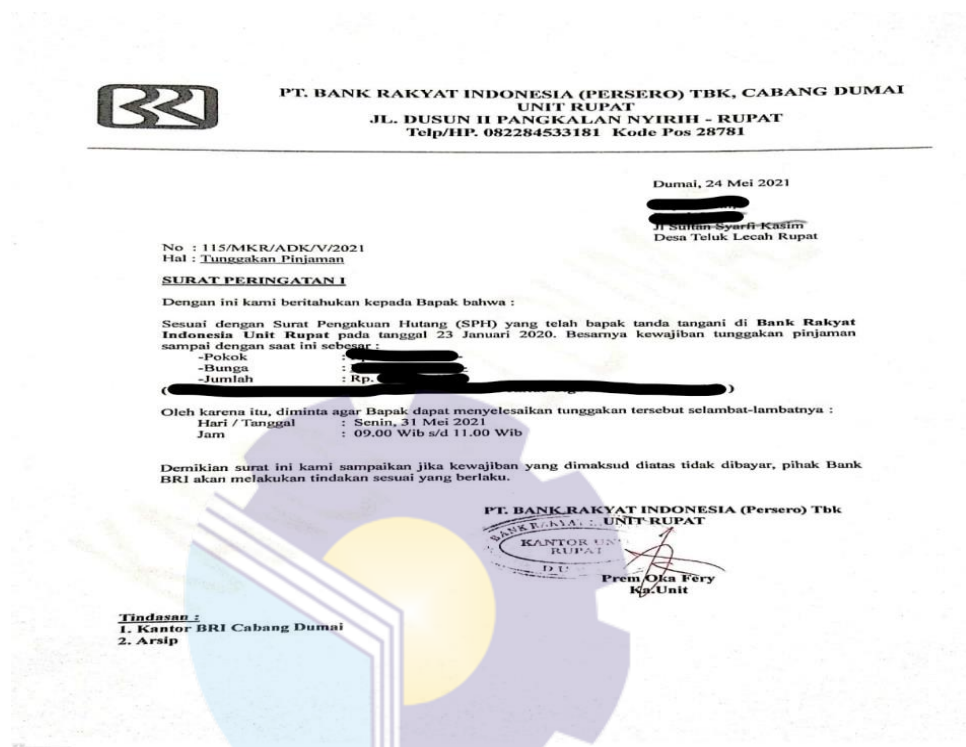 BRI
PT. BANK RAKYAT INDONESIA (PERSERO) TBK, CABANG DUMAI
UNIT RUPAT
JL. DUSUN II PANGKALAN NYIRIH - RUPAT
Telp/HP. 082284533181 Kode Pos 28781
Dumai, 24 Mei 2021
Jl Sultan Syarfi Kasim
Desa Teluk Lecah Rupat
No : 115/MKR/ADK/V/2021
Hal : Tunggakan Pinjaman
SURAT PERINGATAN I
Dengan ini kami beritahukan kepada Bapak bahwa :
Sesuai dengan Surat Pengakuan Hutang (SPH) yang telah bapak tanda tangani di Bank Rakyat
Indonesia Unit Rupat pada tanggal 23 Januari 2020. Besarnya kewajiban tunggakan pinjaman
sampai dengan saat ini sebesar :
-Pokok :
-Bunga :
-Jumlah : Rp.
( )
Oleh karena itu, diminta agar Bapak dapat menyelesaikan tunggakan tersebut selambat-lambatnya :
Hari / Tanggal : Senin, 31 Mei 2021
Jam : 09.00 Wib s/d 11.00 Wib
Demikian surat ini kami sampaikan jika kewajiban yang dimaksud diatas tidak dibayar, pihak Bank
BRI akan melakukan tindakan sesuai yang berlaku.
PT. BANK RAKYAT INDONESIA (Persero) Tbk
UNIT RUPAT
BANK RAKYAT
KANTOR UNIT
RUPAT
Prem Oka Fery
Ka.Unit
Tindasan :
1. Kantor BRI Cabang Dumai
2. Arsip